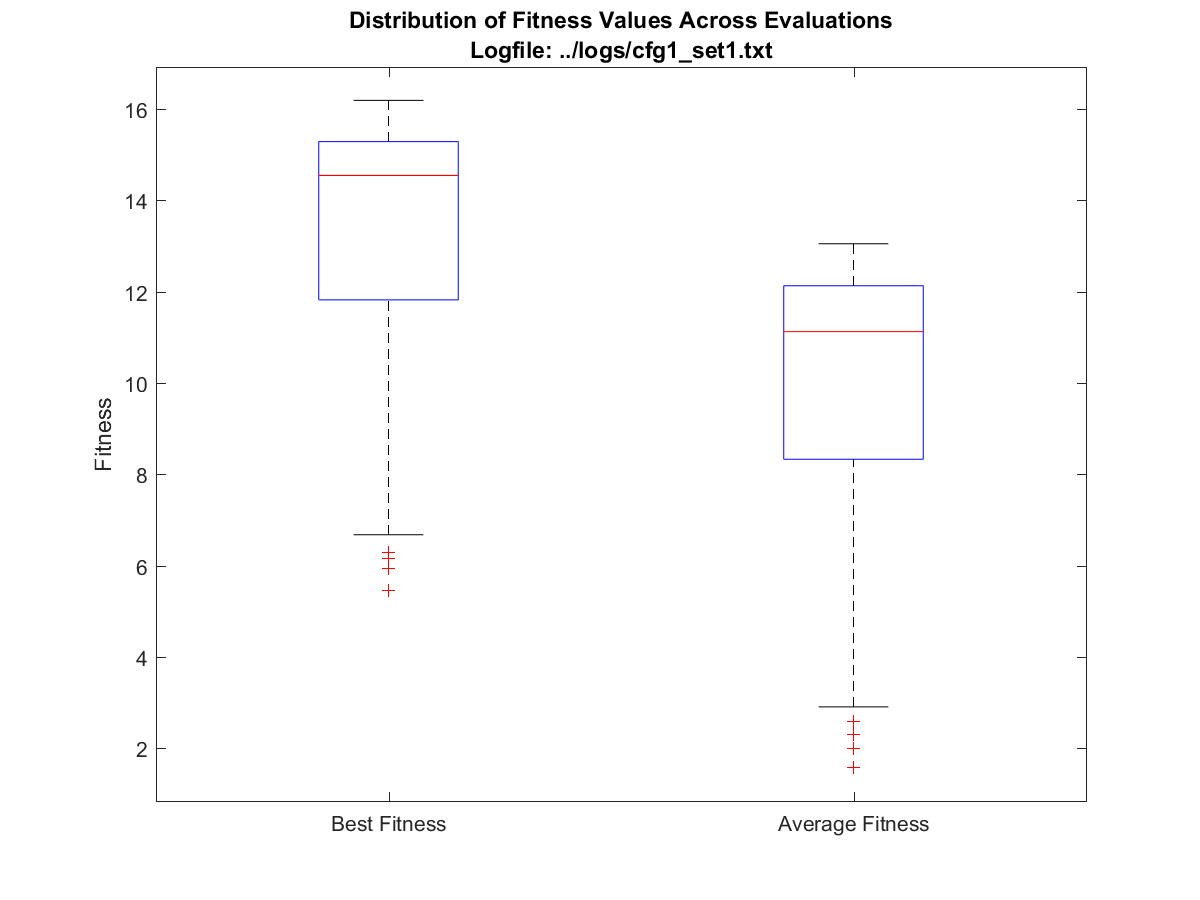 Distribution of Fitness Values Across Evaluations
Logfile: ../logs/cfg1_set1.txt
16
14
12
10
8
6
4
2
Fitness
Best Fitness
Average Fitness